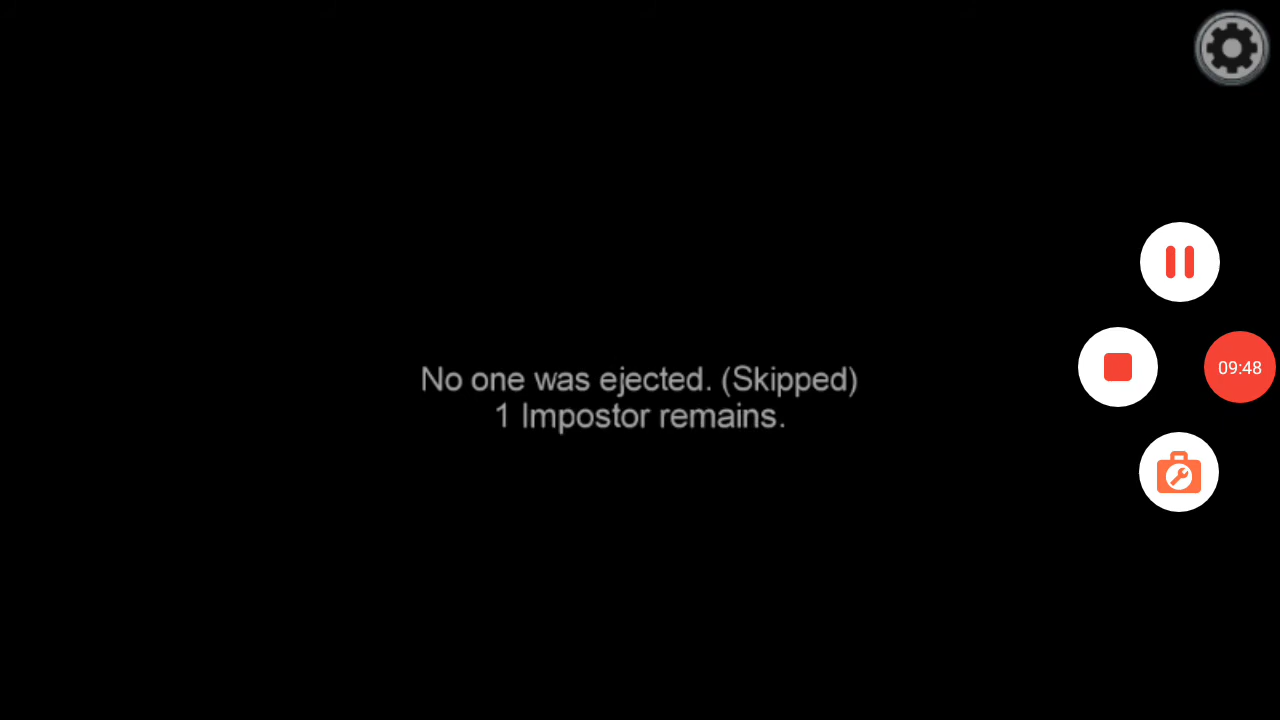 No one was ejected. (Skipped)
1 Impostor remains.
09:48